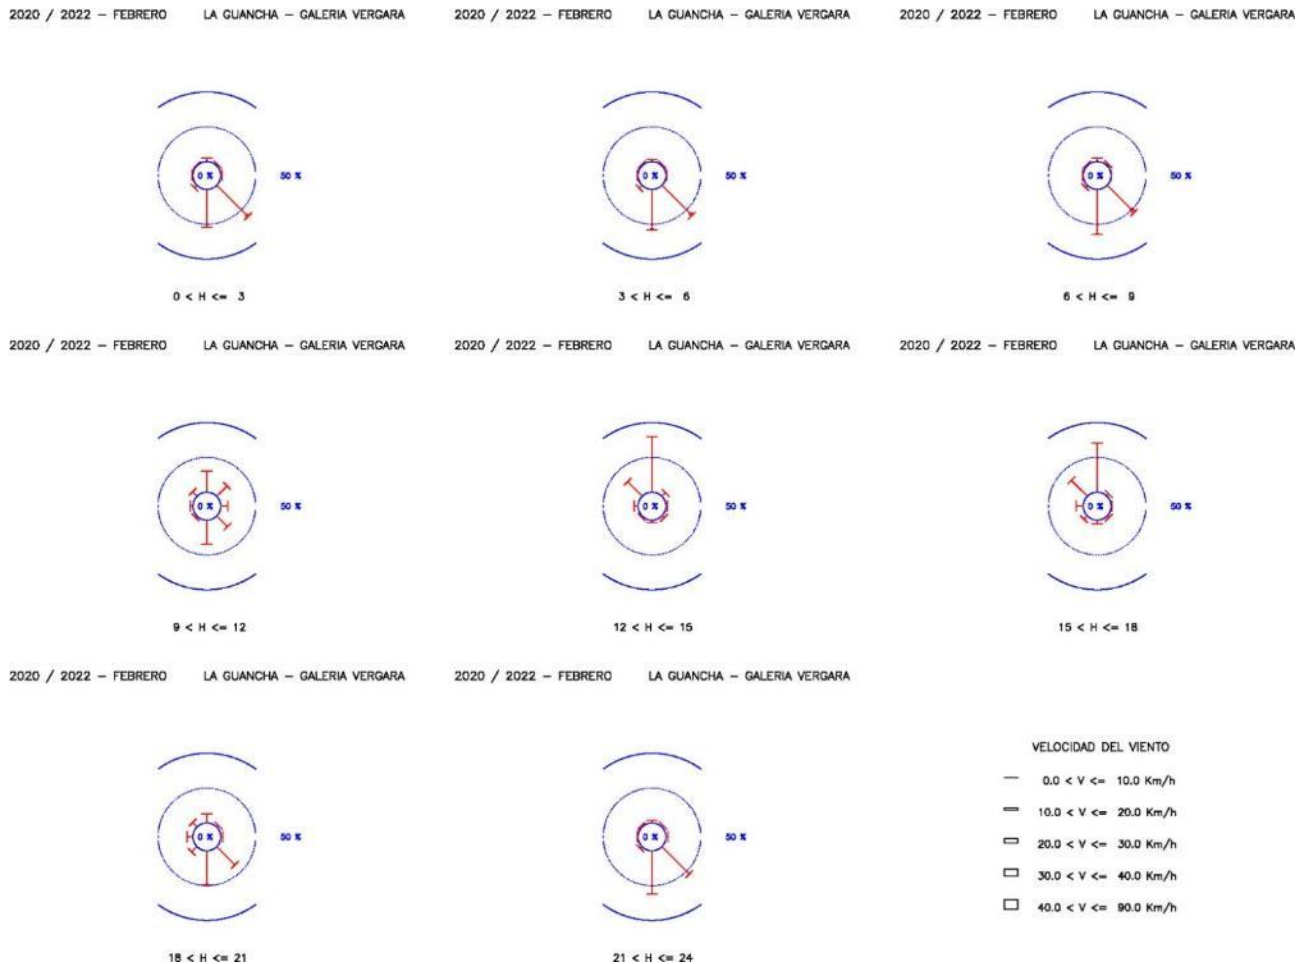 2020 / 2022 – FEBRERO LA GUANCHA – GALERIA VERGARA
2020 / 2022 – FEBRERO LA GUANCHA – GALERIA VERGARA
2020 / 2022 – FEBRERO LA GUANCHA – GALERIA VERGARA
0 % 50 %
0 % 50 %
0 % 50 %
0 < H <= 3
3 < H <= 6
6 < H <= 9
2020 / 2022 – FEBRERO LA GUANCHA – GALERIA VERGARA
2020 / 2022 – FEBRERO LA GUANCHA – GALERIA VERGARA
2020 / 2022 – FEBRERO LA GUANCHA – GALERIA VERGARA
0 % 50 %
0 % 50 %
0 % 50 %
9 < H <= 12
12 < H <= 15
15 < H <= 18
2020 / 2022 – FEBRERO LA GUANCHA – GALERIA VERGARA
2020 / 2022 – FEBRERO LA GUANCHA – GALERIA VERGARA
0 % 50 %
0 % 50 %
18 < H <= 21
21 < H <= 24
VELOCIDAD DEL VIENTO
0.0 < V <= 10.0 Km/h
10.0 < V <= 20.0 Km/h
20.0 < V <= 30.0 Km/h
30.0 < V <= 40.0 Km/h
40.0 < V <= 90.0 Km/h